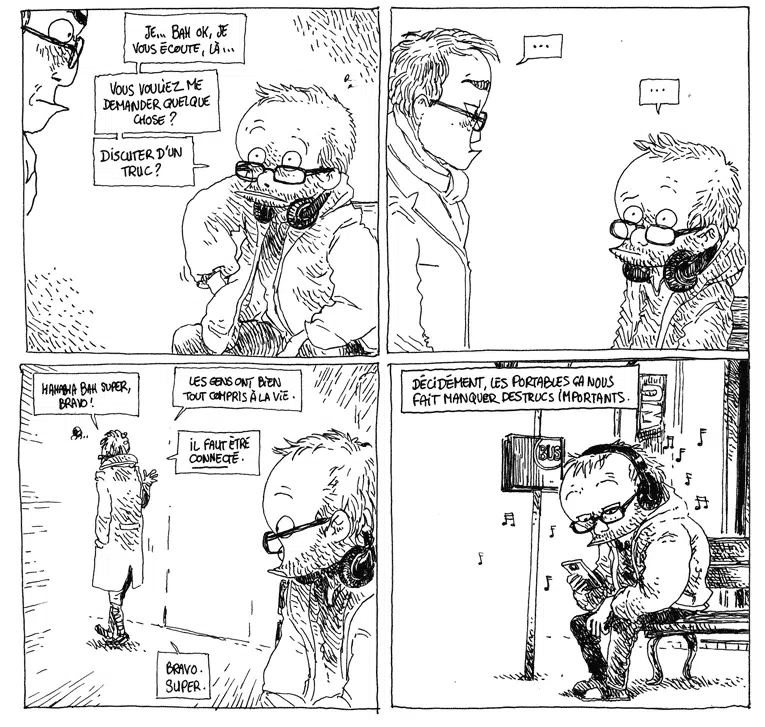 JE... BAH OK, JE
VOUS ÉCOUTE, LÀ...
VOUS VOULIEZ ME
DEMANDER QUELQUE
CHOSE ?
DISCUTER D'UN
TRUC ?
...
...
HAHAHA BAH SUPER,
BRAVO !
LES GENS ONT BIEN
TOUT COMPRIS À LA VIE.
IL FAUT ÊTRE
CONNECTÉ.
BRAVO.
SUPER.
DÉCIDÉMENT, LES PORTABLES ÇA NOUS
FAIT MANQUER DES TRUCS IMPORTANTS.
BUS